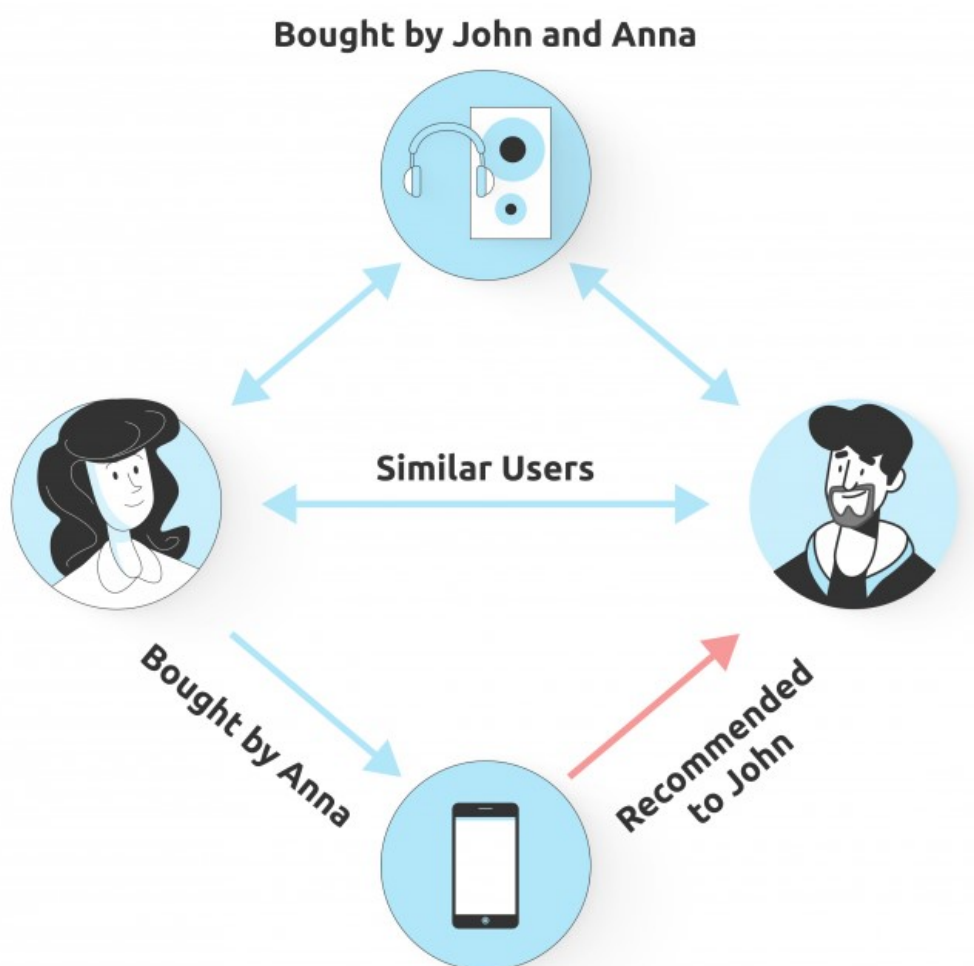 Bought by John and Anna
Similar Users
Bought by Anna
Recommended
to John